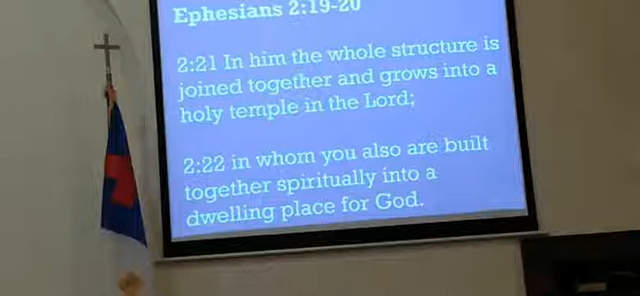 Ephesians 2:19-20
2:21 In him the whole structure is
joined together and grows into a
holy temple in the Lord;
2:22 in whom you also are built
together spiritually into a
dwelling place for God.